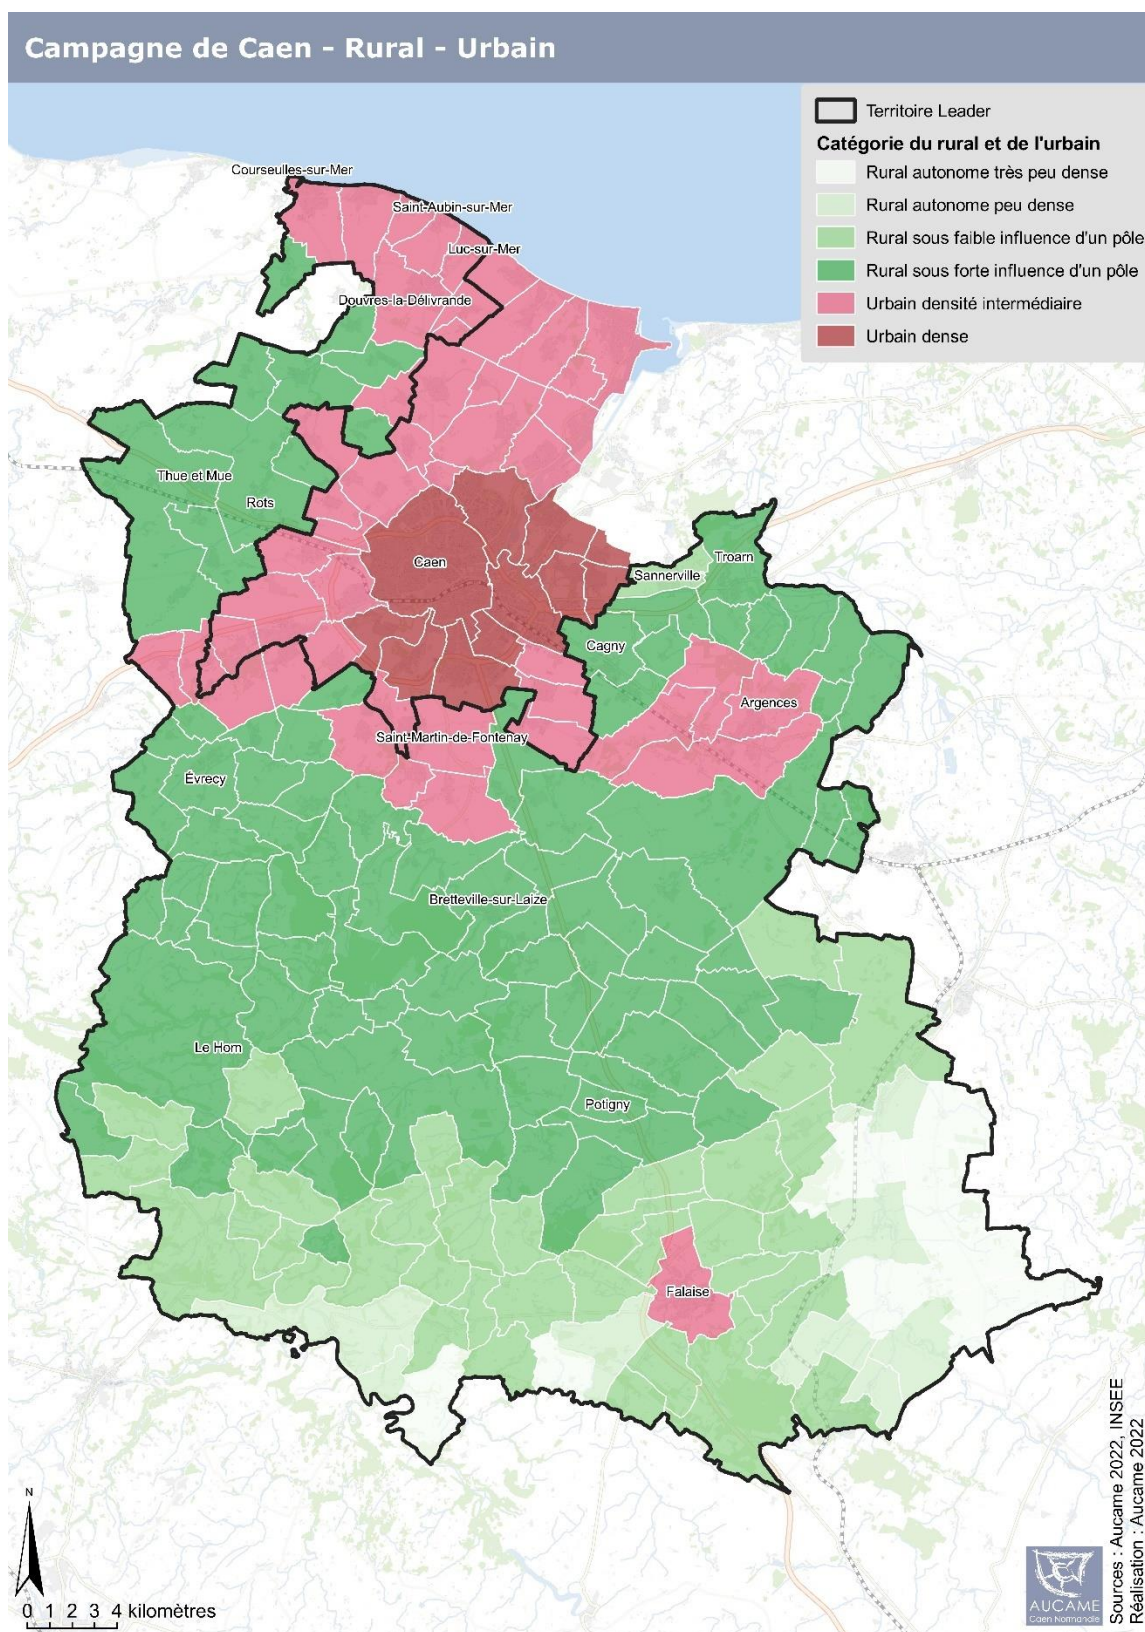 Campagne de Caen - Rural - Urbain
Territoire Leader
Catégorie du rural et de l'urbain
Rural autonome très peu dense
Rural autonome peu dense
Rural sous faible influence d'un pôle
Rural sous forte influence d'un pôle
Urbain densité intermédiaire
Urbain dense
Courseulles-sur-Mer
Saint-Aubin-sur-Mer
Luc-sur-Mer
Douvres-la-Délivrande
Thue et Mue
Rots
Caen
Troarn
Sannerville
Cagny
Argences
Saint-Martin-de-Fontenay
Évrecy
Bretteville-sur-Laize
Le Hom
Potigny
Falaise
N
0 1 2 3 4 kilomètres
AUCAME
Caen Normandie
Sources : Aucame 2022, INSEE
Réalisation : Aucame 2022